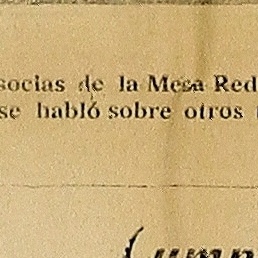 socias de la Mesa Red
se habló sobre otros